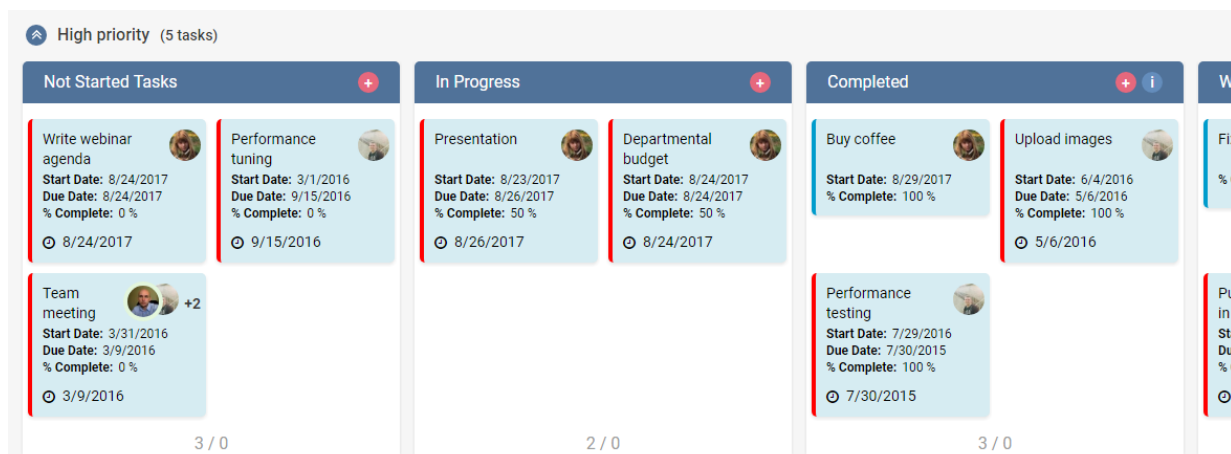 High priority (5 tasks)
Not Started Tasks
+
In Progress
+
Completed
+ i
W
Write webinar
agenda
Start Date: 8/24/2017
Due Date: 8/24/2017
% Complete: 0 %
8/24/2017
Performance
tuning
Start Date: 3/1/2016
Due Date: 9/15/2016
% Complete: 0 %
9/15/2016
Team
meeting
+2
Start Date: 3/31/2016
Due Date: 3/9/2016
% Complete: 0 %
3/9/2016
3 / 0
Presentation
Start Date: 8/23/2017
Due Date: 8/26/2017
% Complete: 50 %
8/26/2017
Departmental
budget
Start Date: 8/24/2017
Due Date: 8/24/2017
% Complete: 50 %
8/24/2017
2 / 0
Buy coffee
Start Date: 8/29/2017
% Complete: 100 %
Upload images
Start Date: 6/4/2016
Due Date: 5/6/2016
% Complete: 100 %
5/6/2016
Performance
testing
Start Date: 7/29/2016
Due Date: 7/30/2015
% Complete: 100 %
7/30/2015
3 / 0
Fi
%
Pu
in
St
Du
%